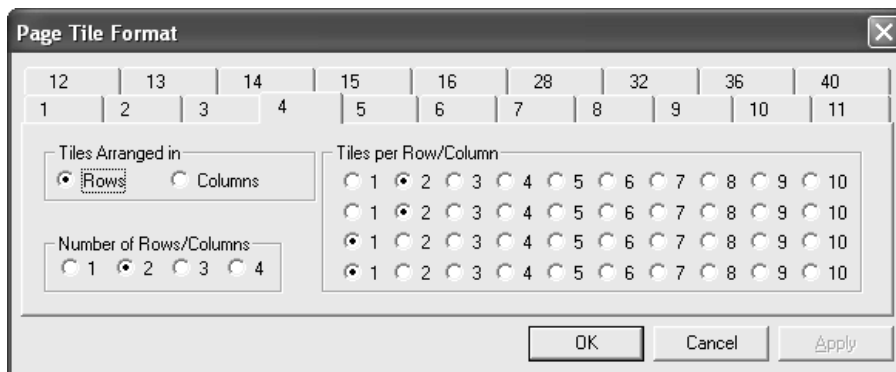 Page Tile Format
12 13 14 15 16 28 32 36 40
1 2 3 4 5 6 7 8 9 10 11
Tiles Arranged in
Rows Columns
Number of Rows/Columns
1 2 3 4
Tiles per Row/Column
1 2 3 4 5 6 7 8 9 10
1 2 3 4 5 6 7 8 9 10
1 2 3 4 5 6 7 8 9 10
1 2 3 4 5 6 7 8 9 10
OK Cancel Apply